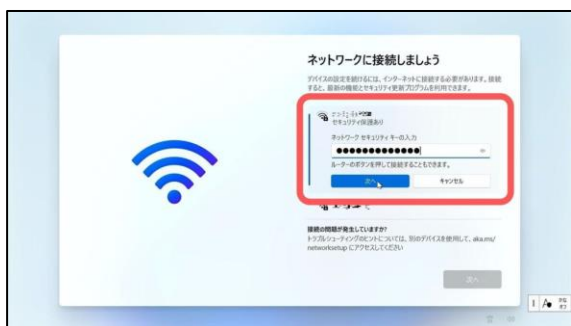 ネットワークに接続しましょう
デバイスの設定を続けるには、インターネットに接続する必要があります。接続
すると、最新の機能とセキュリティ更新プログラムを利用できます。
セキュリティ保護あり
ネットワーク セキュリティ キーの入力
●●●●●●●●●●●●●
ルーターのボタンを押して接続することもできます。
次へ
キャンセル
接続の問題が発生していますか?
トラブルシューティングのヒントについては、別のデバイスを使用して、aka.ms/
networksetup にアクセスしてください
次へ
A